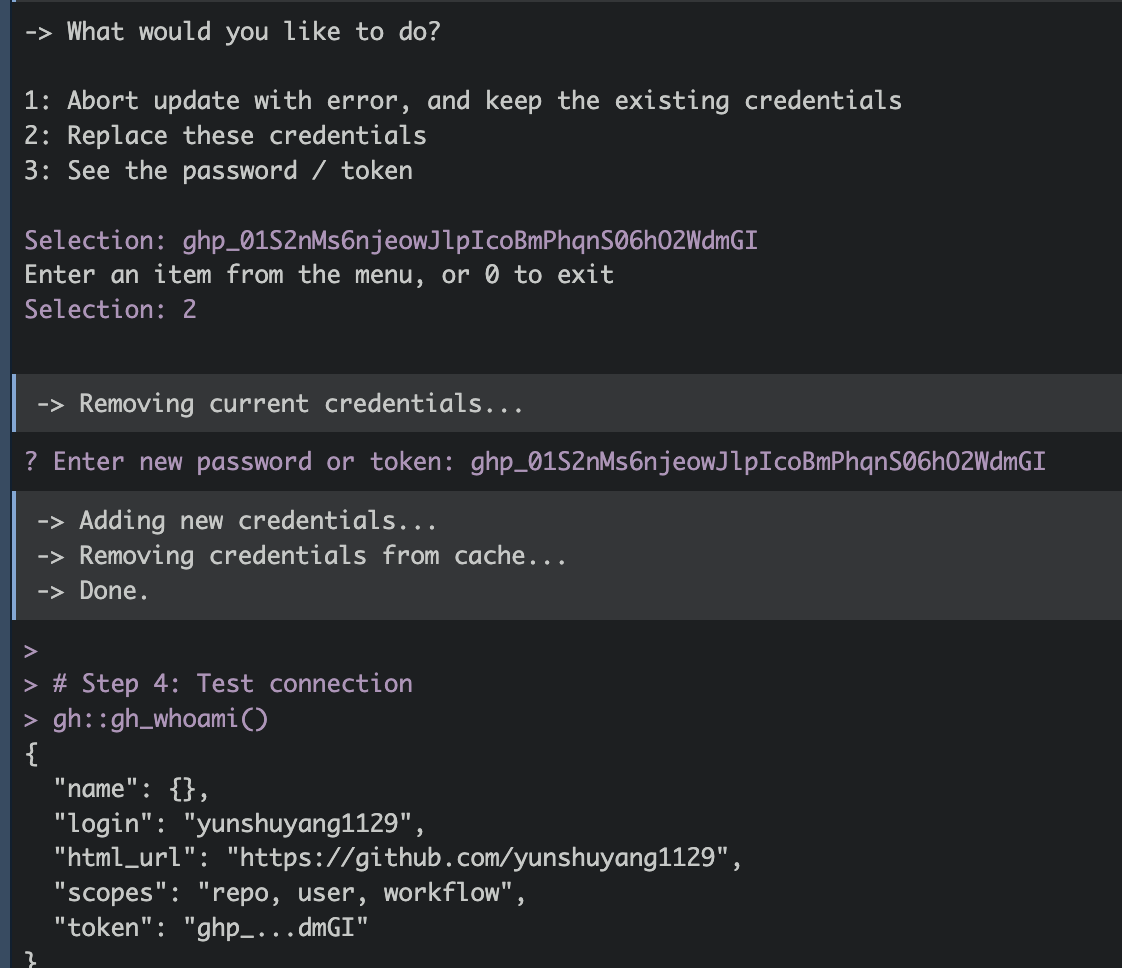 -> What would you like to do?
1: Abort update with error, and keep the existing credentials
2: Replace these credentials
3: See the password / token
Selection: 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
Enter an item from the menu, or 0 to exit
Selection: 2
-> Removing current credentials...
? Enter new password or token: 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
-> Adding new credentials...
-> Removing credentials from cache...
-> Done.
>
> # Step 4: Test connection
> gh::gh_whoami()
{
  "name": {},
  "login": "yunshuyang1129",
  "html_url": "https://github.com/yunshuyang1129",
  "scopes": "repo, user, workflow",
  "token": "ghp_...dmGI"
}